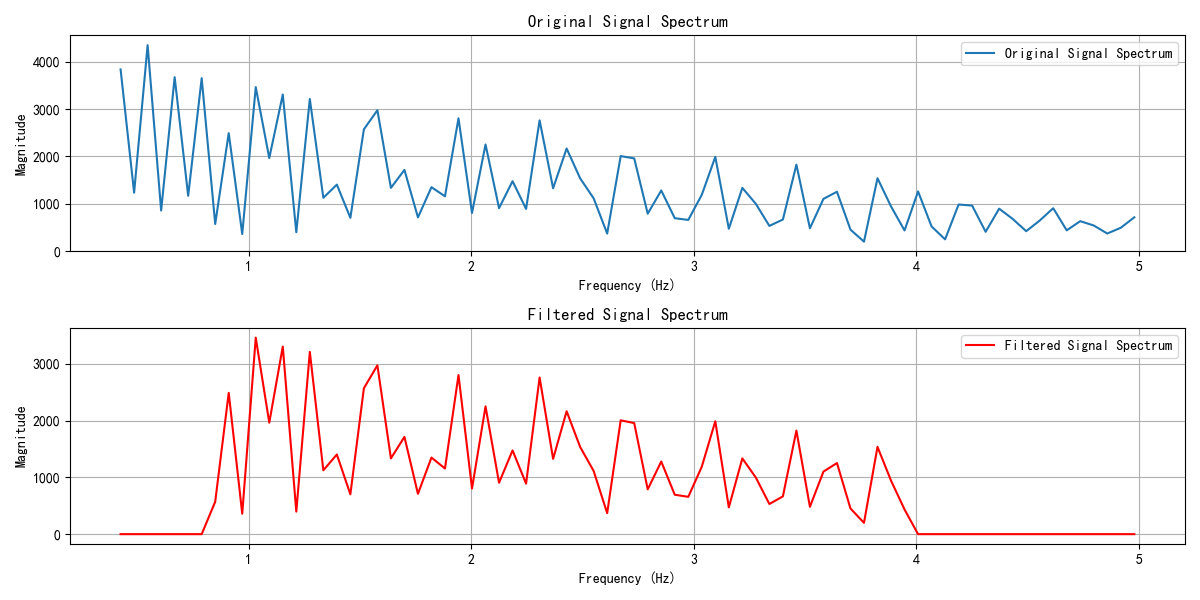 Original Signal Spectrum
Original Signal Spectrum
Magnitude
4000
3000
2000
1000
0
1 2 3 4 5
Frequency (Hz)
Filtered Signal Spectrum
Filtered Signal Spectrum
Magnitude
3000
2000
1000
0
1 2 3 4 5
Frequency (Hz)